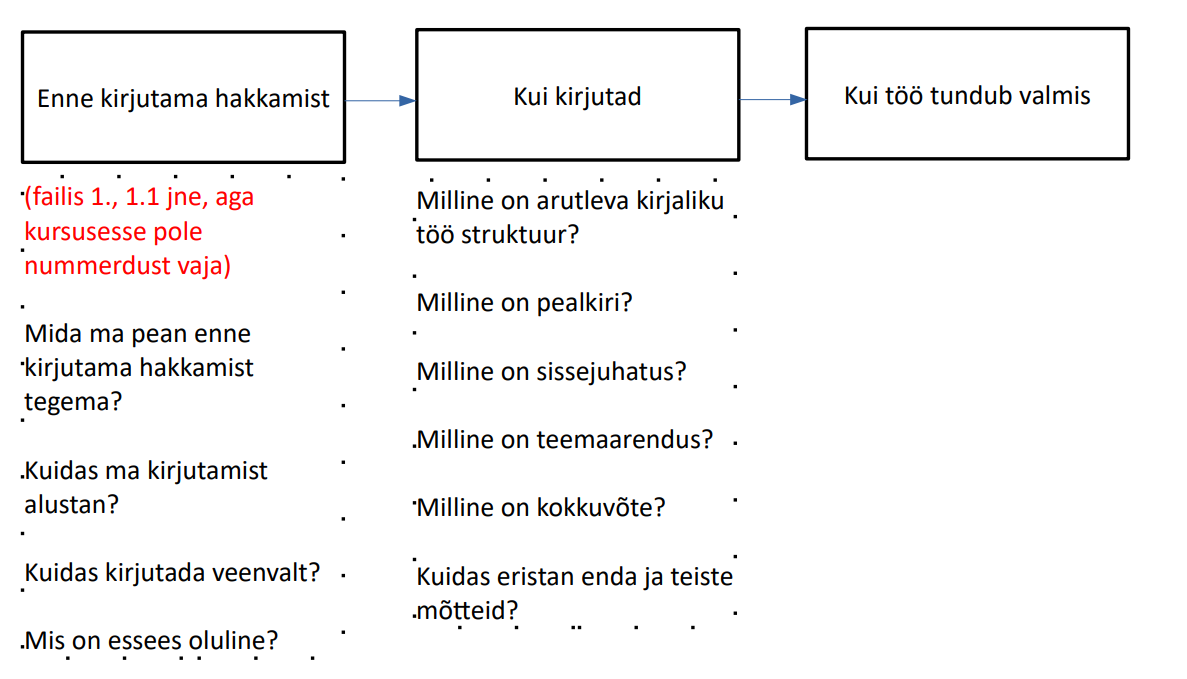 Enne kirjutama hakkamist
Kui kirjutad
Kui töö tundub valmis
(failis 1., 1.1 jne, aga
kursusesse pole
nummerdust vaja)
Mida ma pean enne
kirjutama hakkamist
tegema?
Kuidas ma kirjutamist
alustan?
Kuidas kirjutada veenvalt?
Mis on essees oluline?
Milline on arutleva kirjaliku
töö struktuur?
Milline on pealkiri?
Milline on sissejuhatus?
Milline on teemaarendus?
Milline on kokkuvõte?
Kuidas eristan enda ja teiste
mõtteid?